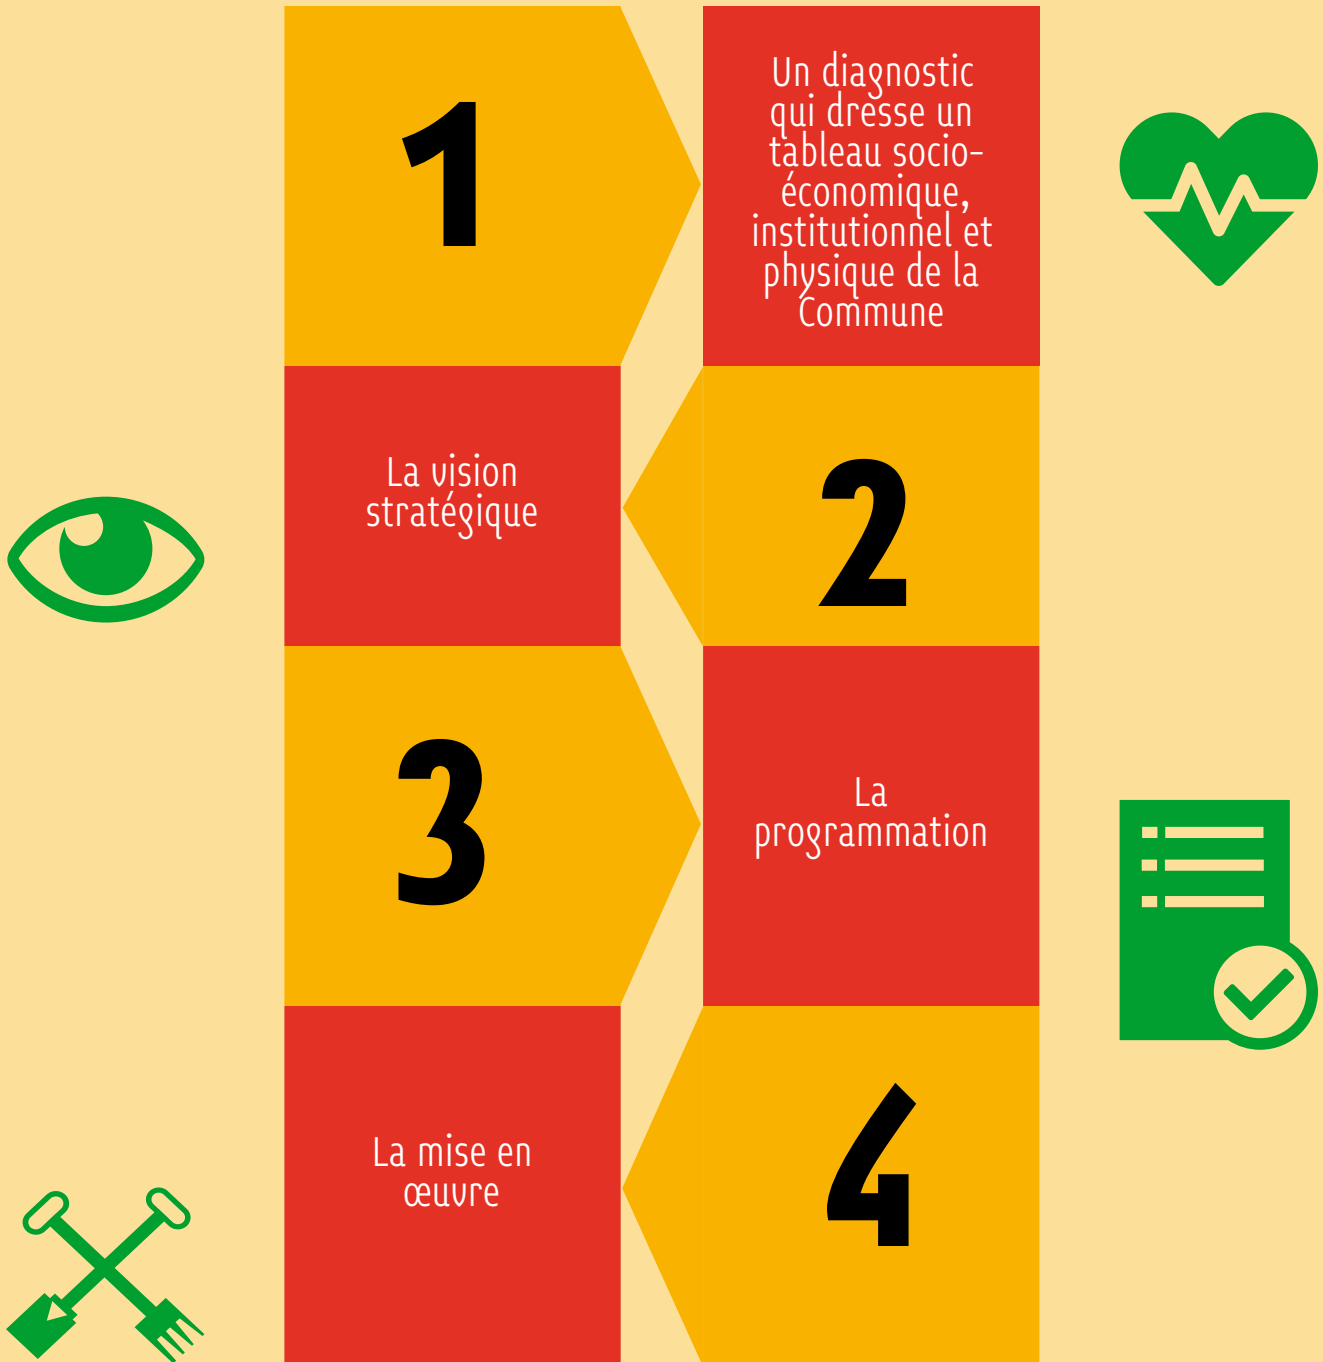 1
Un diagnostic
qui dresse un
tableau socio-
économique,
institutionnel et
physique de la
Commune
La vision
stratégique
2
3
La
programmation
La mise en
œuvre
4